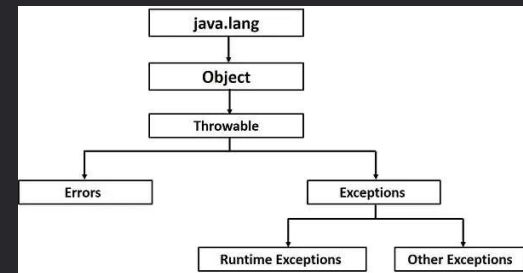 java.lang
Object
Throwable
Errors
Exceptions
Runtime Exceptions
Other Exceptions